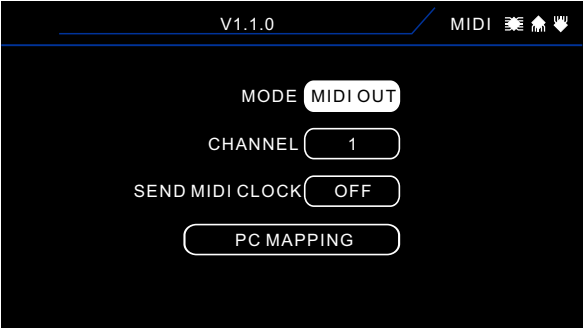 V1.1.0 MIDI
MODE MIDI OUT
CHANNEL 1
SEND MIDI CLOCK OFF
PC MAPPING